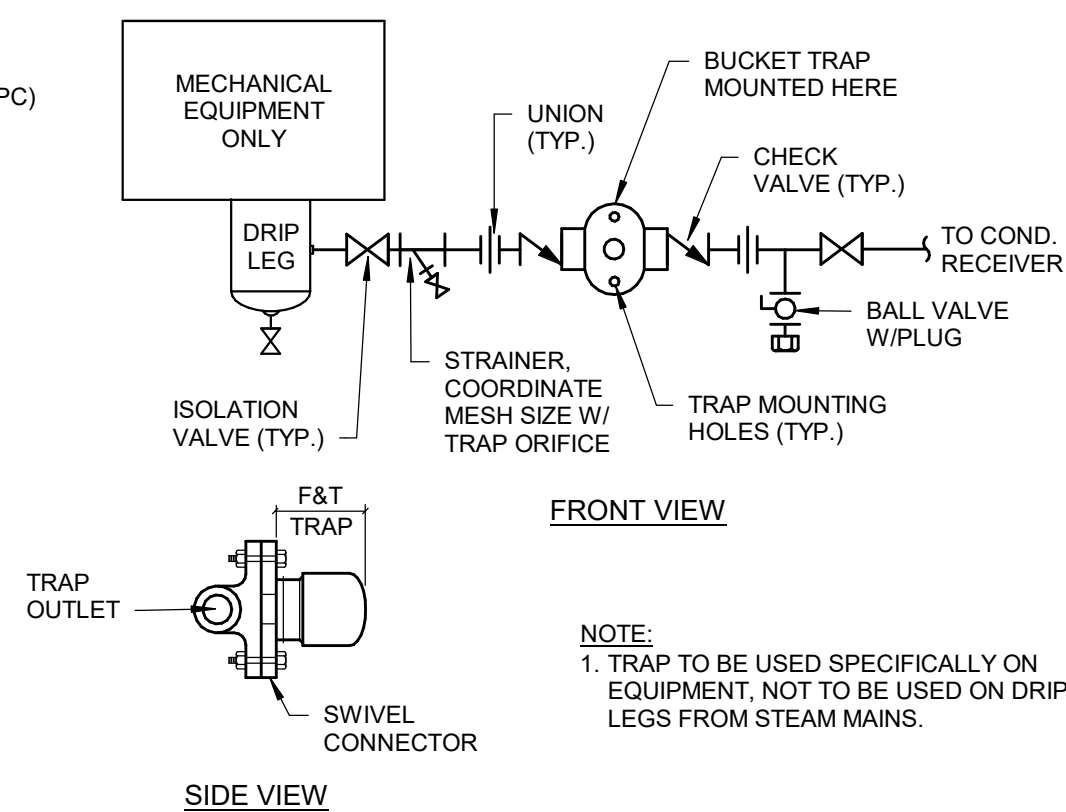 PC)
MECHANICAL
EQUIPMENT
ONLY
DRIP
LEG
UNION
(TYP.)
BUCKET TRAP
MOUNTED HERE
CHECK
VALVE (TYP.)
TO COND.
RECEIVER
BALL VALVE
W/PLUG
ISOLATION
VALVE (TYP.)
STRAINER,
COORDINATE
MESH SIZE W/
TRAP ORIFICE
TRAP MOUNTING
HOLES (TYP.)
FRONT VIEW
F&T
TRAP
TRAP
OUTLET
SWIVEL
CONNECTOR
SIDE VIEW
NOTE:
1. TRAP TO BE USED SPECIFICALLY ON
EQUIPMENT, NOT TO BE USED ON DRIP
LEGS FROM STEAM MAINS.